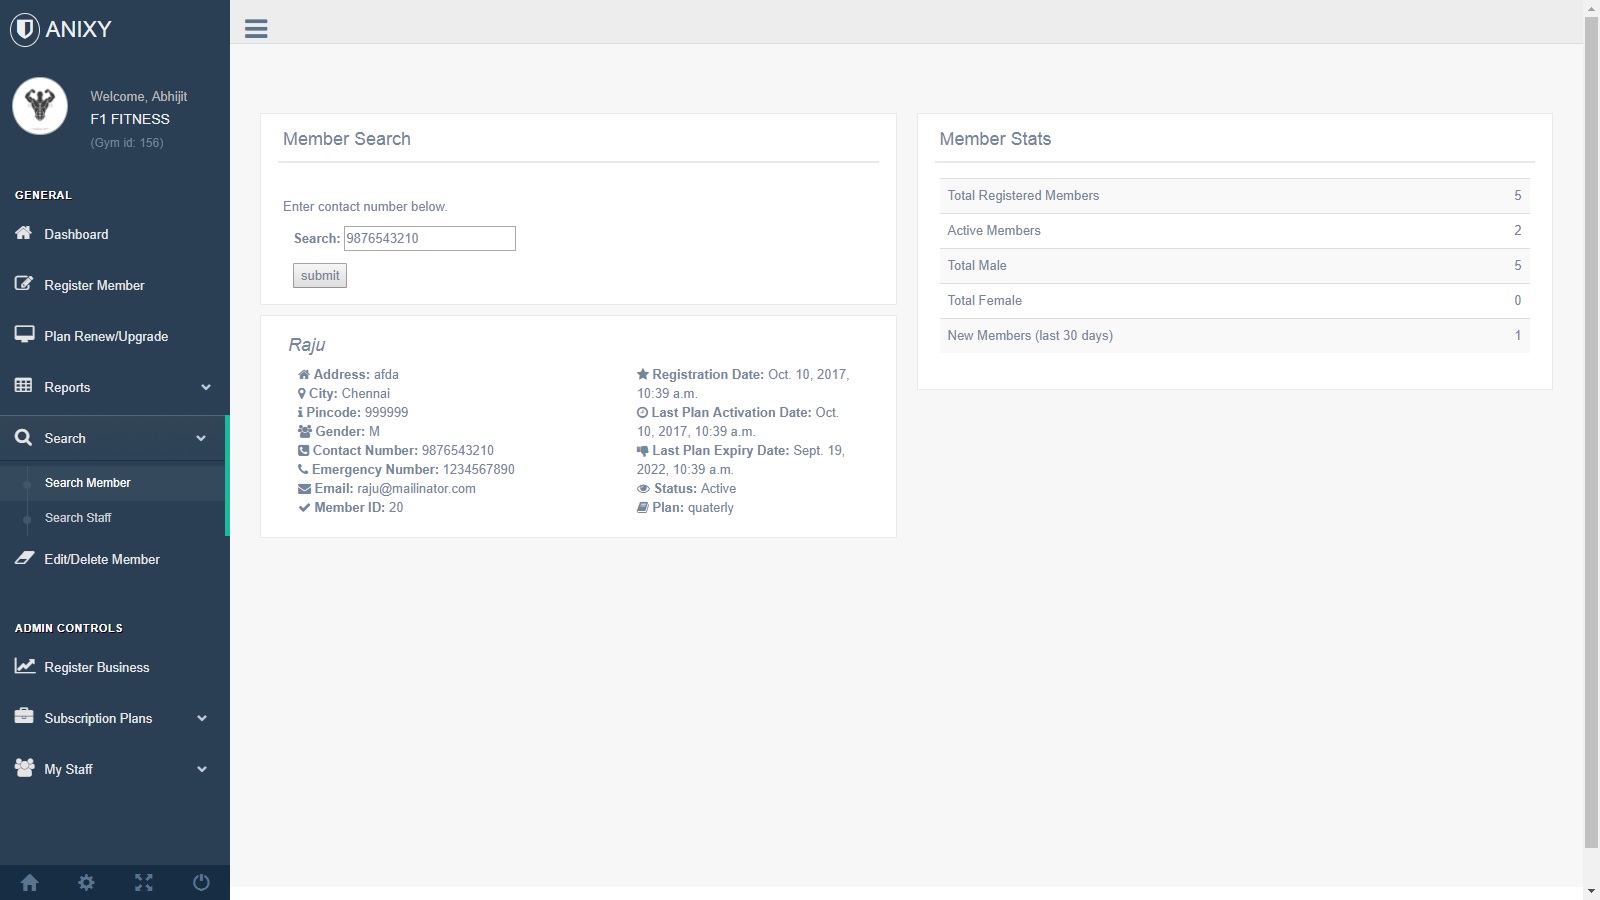 ANIXY
Welcome, Abhijit
F1 FITNESS
(Gym id: 156)
GENERAL
Dashboard
Register Member
Plan Renew/Upgrade
Reports
Search
Search Member
Search Staff
Edit/Delete Member
ADMIN CONTROLS
Register Business
Subscription Plans
My Staff
Member Search
Enter contact number below.
Search: 9876543210
submit
Raju
Address: afda
City: Chennai
Pincode: 999999
Gender: M
Contact Number: 9876543210
Emergency Number: 1234567890
Email: raju@mailinator.com
Member ID: 20
Registration Date: Oct. 10, 2017,
10:39 a.m.
Last Plan Activation Date: Oct.
10, 2017, 10:39 a.m.
Last Plan Expiry Date: Sept. 19,
2022, 10:39 a.m.
Status: Active
Plan: quaterly
Member Stats
Total Registered Members 5
Active Members 2
Total Male 5
Total Female 0
New Members (last 30 days) 1